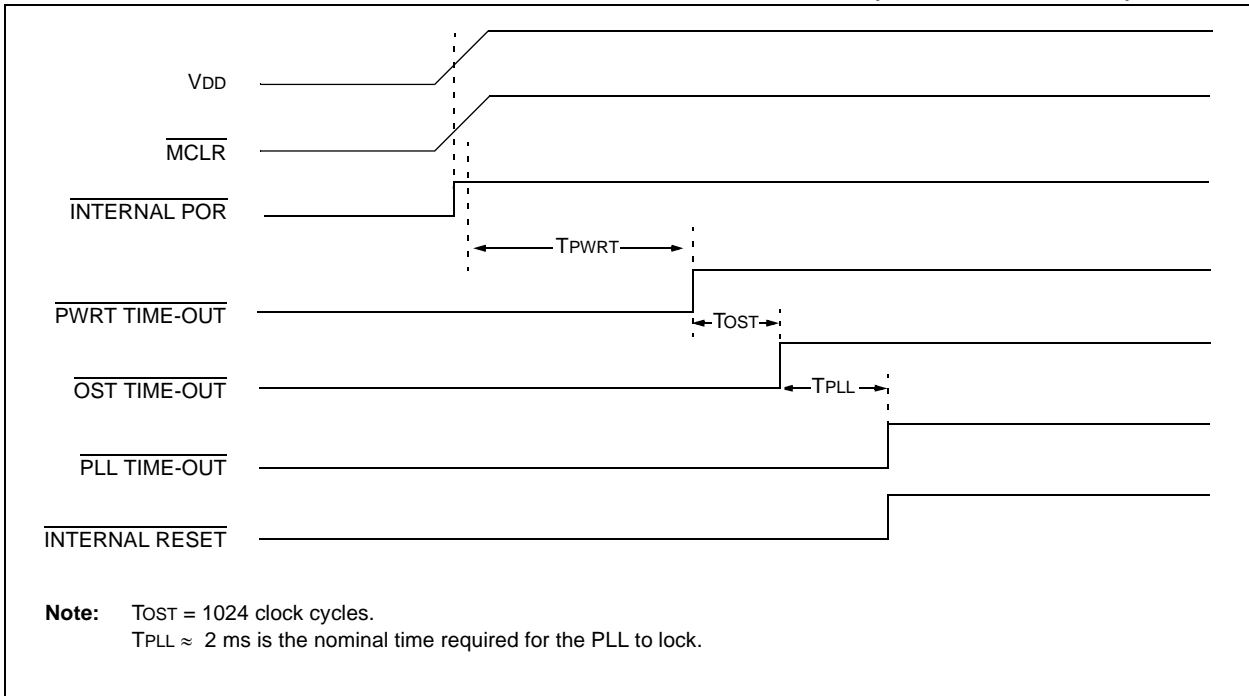 VDD
MCLR
INTERNAL POR
TPWRT
PWRT TIME-OUT
TOST
OST TIME-OUT
TPLL
PLL TIME-OUT
INTERNAL RESET
Note: TOST = 1024 clock cycles.
TPLL ≈ 2 ms is the nominal time required for the PLL to lock.